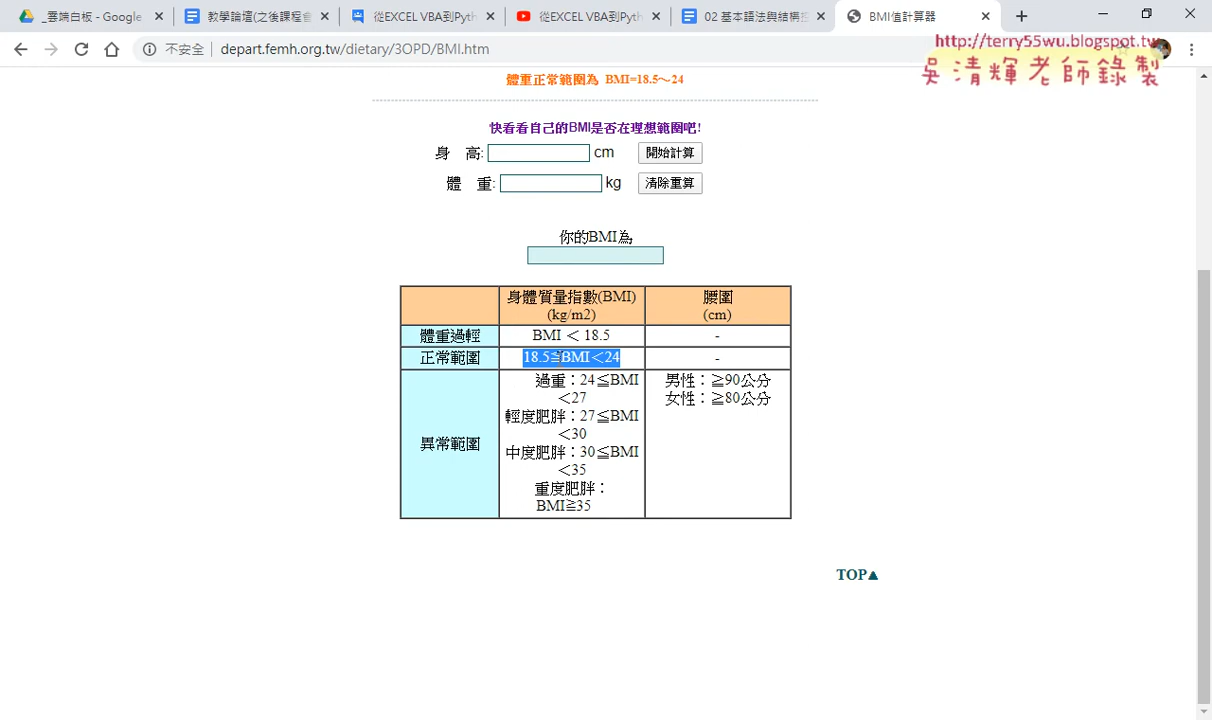 _雲端白板 - Google
教學論壇(之後課程會
從EXCEL VBA到Pyth
從EXCEL VBA到Pyth
02 基本語法與結構控
BMI值計算器
不安全
depart.femh.org.tw/dietary/3OPD/BMI.htm
http://terry55wu.blogspot.tw
吳清輝老師錄製
體重正常範圍為 BMI=18.5～24
快看看自己的BMI是否在理想範圍吧!
身 高: cm 開始計算
體 重: kg 清除重算
你的BMI為
身體質量指數(BMI) 腰圍
(kg/m2) (cm)
體重過輕 BMI ＜ 18.5 -
正常範圍 18.5≦BMI＜24 -
過重：24≦BMI 男性：≧90公分
＜27 女性：≧80公分
輕度肥胖：27≦BMI
＜30
異常範圍
中度肥胖：30≦BMI
＜35
重度肥胖：
BMI≧35
TOP▲